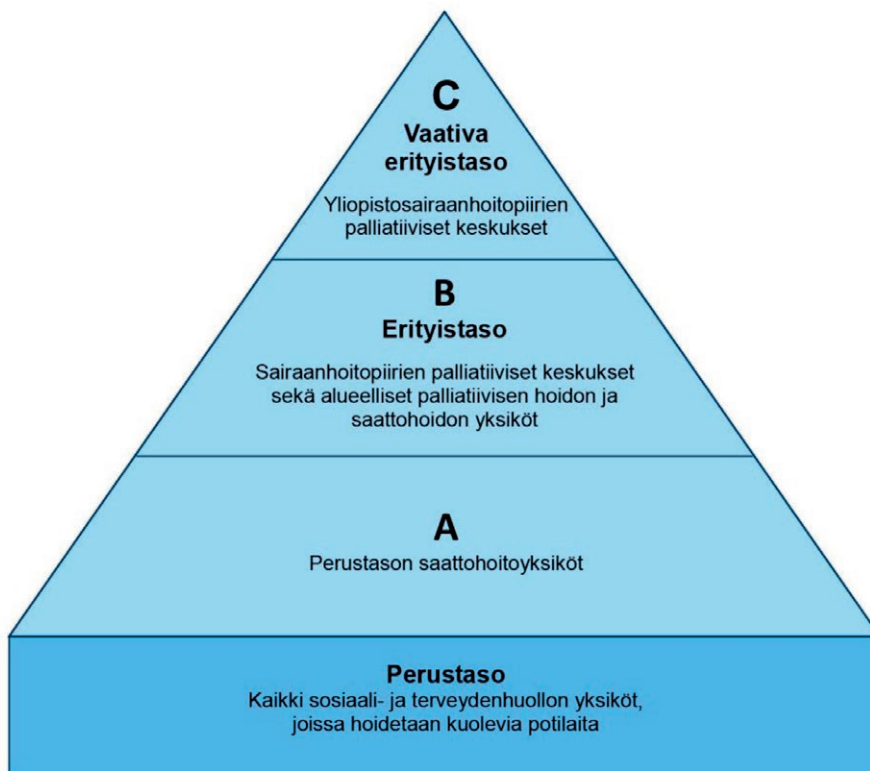 C
Vaativa
erityistaso
Yliopistosairaanhoitopiirien
palliatiiviset keskukset
B
Erityistaso
Sairaanhoitopiirien palliatiiviset keskukset
sekä alueelliset palliatiivisen hoidon ja
saattohoidon yksiköt
A
Perustason saattohoitoyksiköt
Perustaso
Kaikki sosiaali- ja terveydenhuollon yksiköt,
joissa hoidetaan kuolevia potilaita